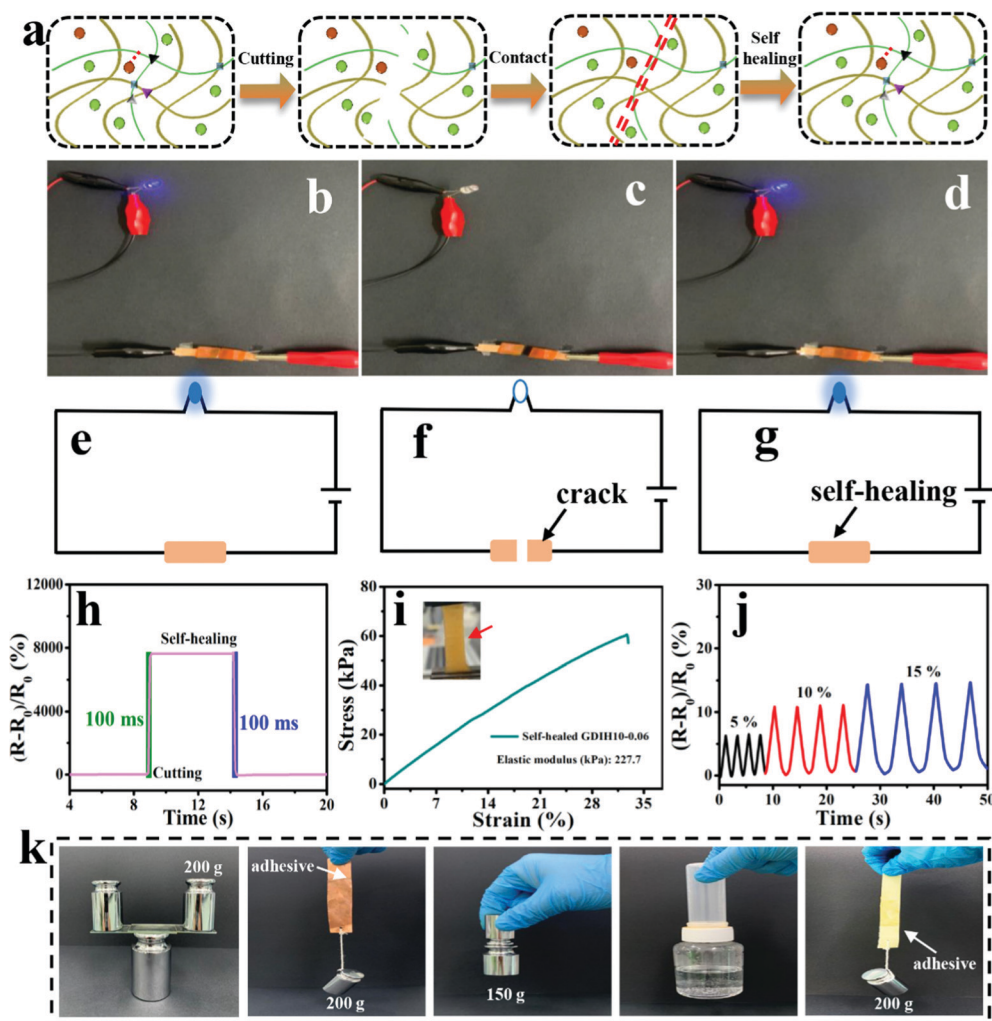 a
Cutting
Contact
Self
healing
b
c
d
e
f
crack
g
self-healing
h
(R-R₀)/R₀ (%)
12000
8000
4000
0
Self-healing
100 ms
100 ms
Cutting
4 8 12 16 20
Time (s)
i
Stress (kPa)
80
60
40
20
0
Self-healed GDIH10-0.06
Elastic modulus (kPa): 227.7
0 7 14 21 28 35
Strain (%)
j
(R-R₀)/R₀ (%)
30
15
0
5 %
10 %
15 %
0 10 20 30 40 50
Time (s)
k
200 g
adhesive
200 g
150 g
adhesive
200 g